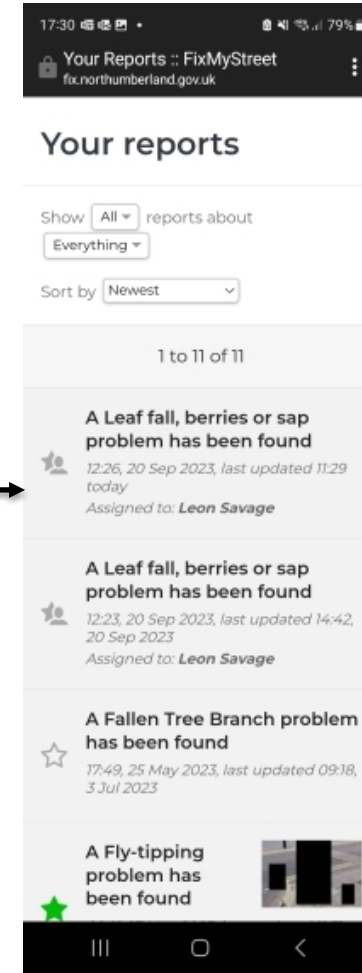 17:30
79%
Your Reports :: FixMyStreet
fix.northumberland.gov.uk
Your reports
Show All reports about
Everything
Sort by Newest
1 to 11 of 11
A Leaf fall, berries or sap
problem has been found
12:26, 20 Sep 2023, last updated 11:29
today
Assigned to: Leon Savage
A Leaf fall, berries or sap
problem has been found
12:23, 20 Sep 2023, last updated 14:42,
20 Sep 2023
Assigned to: Leon Savage
A Fallen Tree Branch problem
has been found
17:49, 25 May 2023, last updated 09:18,
3 Jul 2023
A Fly-tipping
problem has
been found